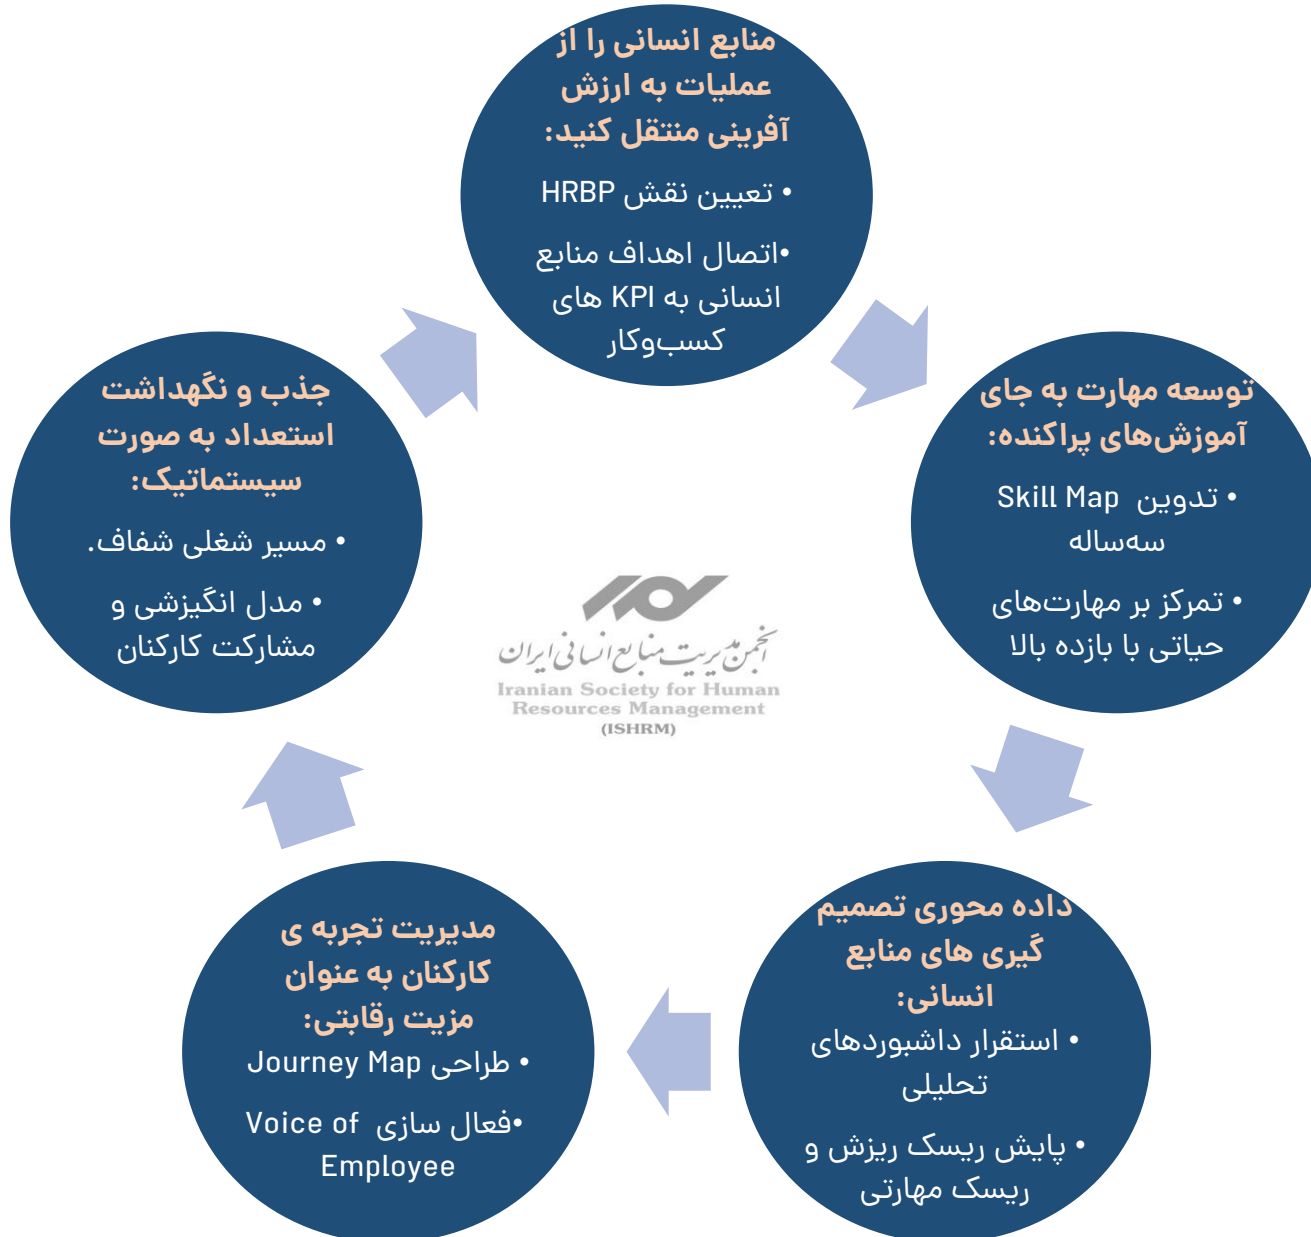 منابع انسانی را از
عملیات به ارزش
آفرینی منتقل کنید:
• تعیین نقش HRBP
•اتصال اهداف منابع
انسانی به KPI های
کسب‌وکار
توسعه مهارت به جای
آموزش‌های پراکنده:
• تدوین Skill Map
سه‌ساله
• تمرکز بر مهارت‌های
حیاتی با بازده بالا
داده محوری تصمیم
گیری های منابع
انسانی:
• استقرار داشبوردهای
تحلیلی
• پایش ریسک ریزش و
ریسک مهارتی
مدیریت تجربه ی
کارکنان به عنوان
مزیت رقابتی:
• طراحی Journey Map
•فعال سازی Voice of
Employee
جذب و نگهداشت
استعداد به صورت
سیستماتیک:
• مسیر شغلی شفاف.
• مدل انگیزشی و
مشارکت کارکنان
انجمن مدیریت منابع انسانی ایران
Iranian Society for Human
Resources Management
(ISHRM)